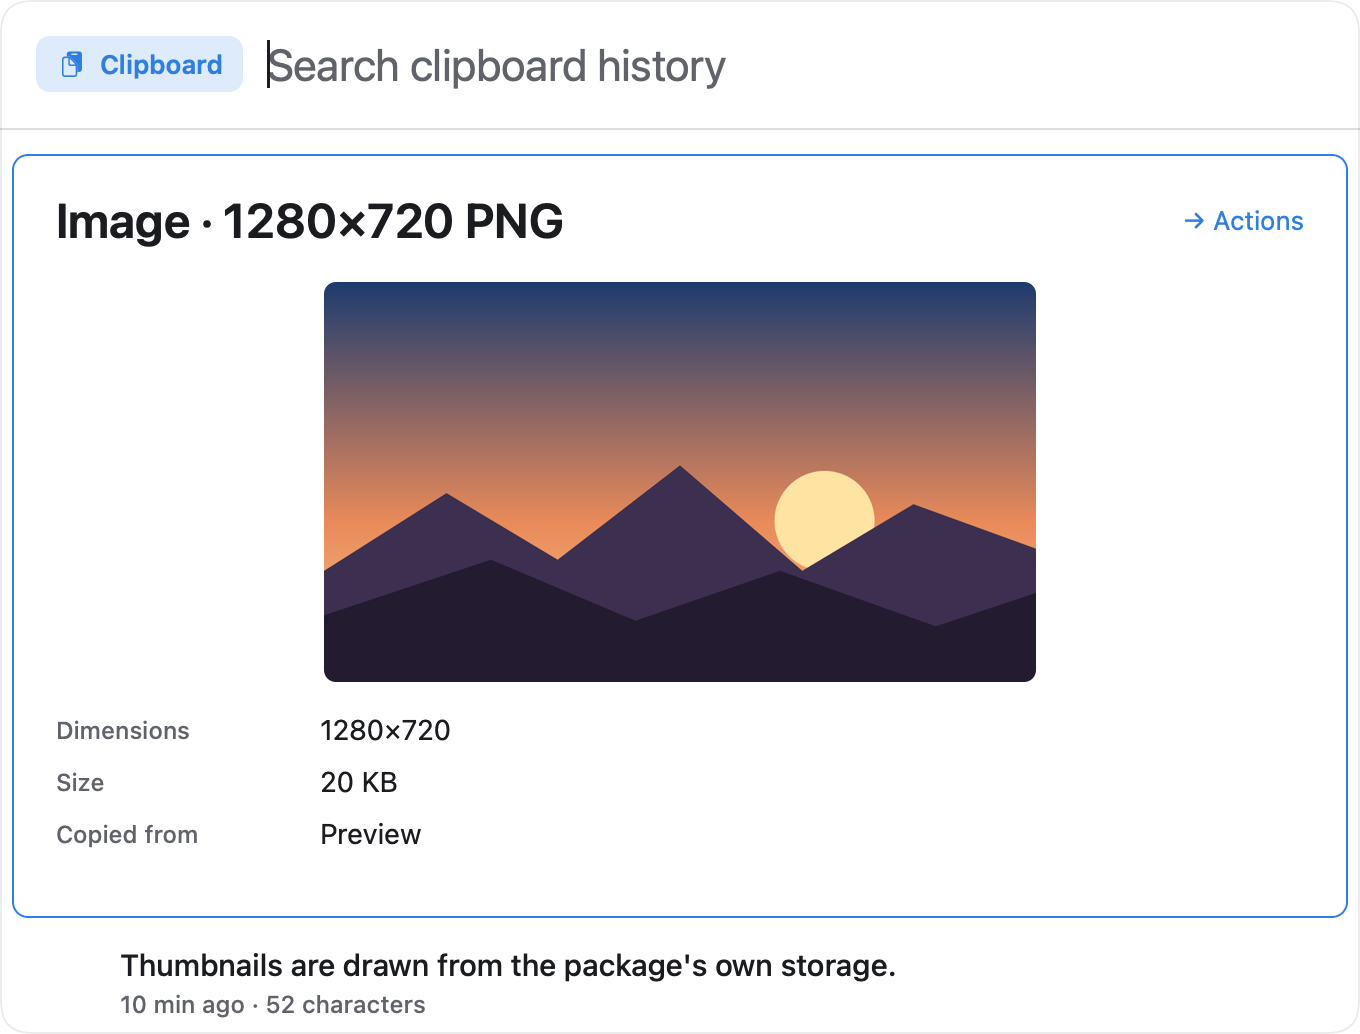 Clipboard Search clipboard history
Image · 1280×720 PNG
→ Actions
Dimensions 1280×720
Size 20 KB
Copied from Preview
Thumbnails are drawn from the package's own storage.
10 min ago · 52 characters